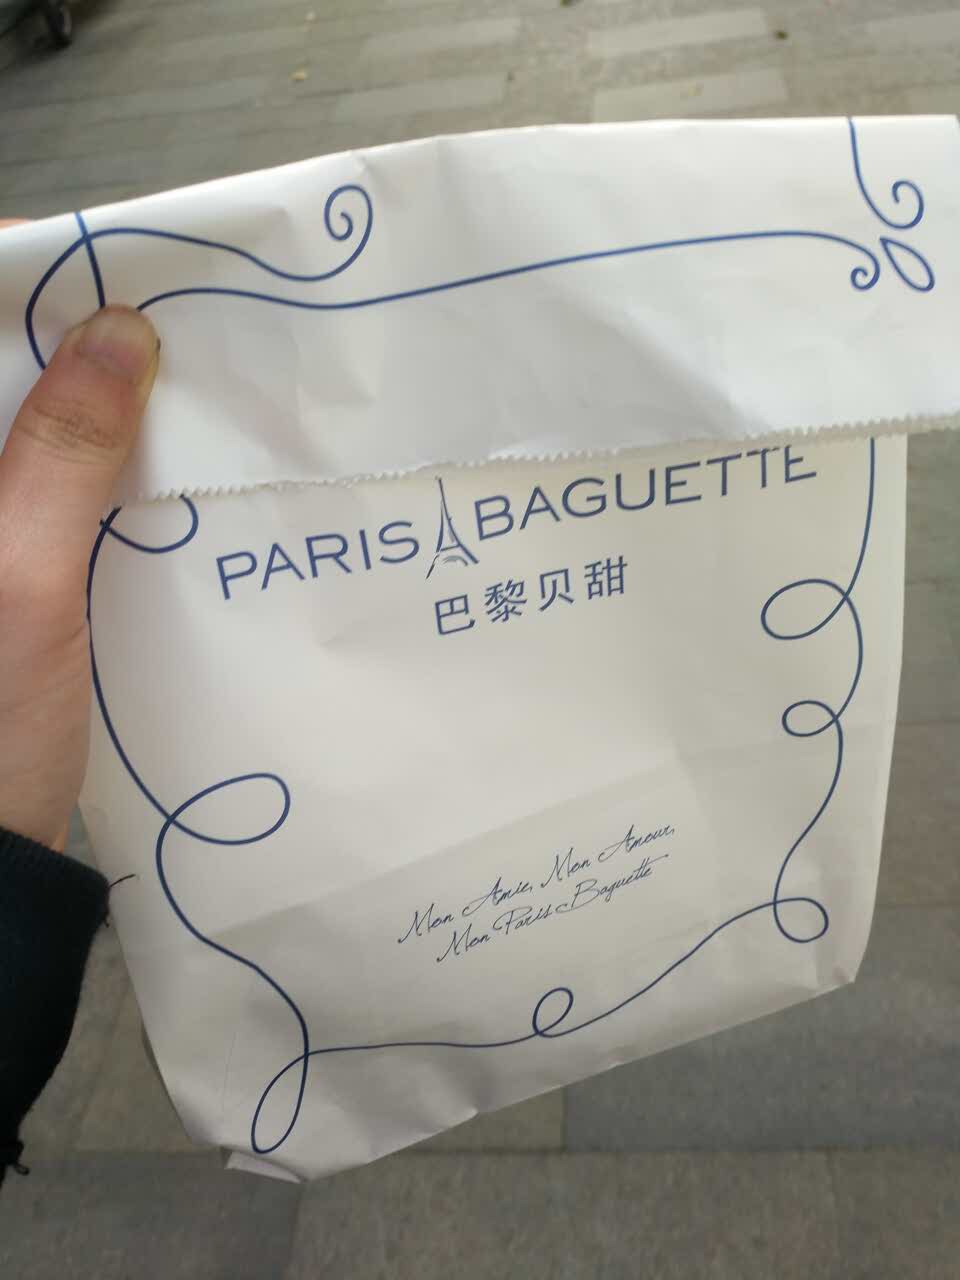 PARIS BAGUETTE
巴黎贝甜
Mon Amie, Mon Amour,
Mon Paris Baguette